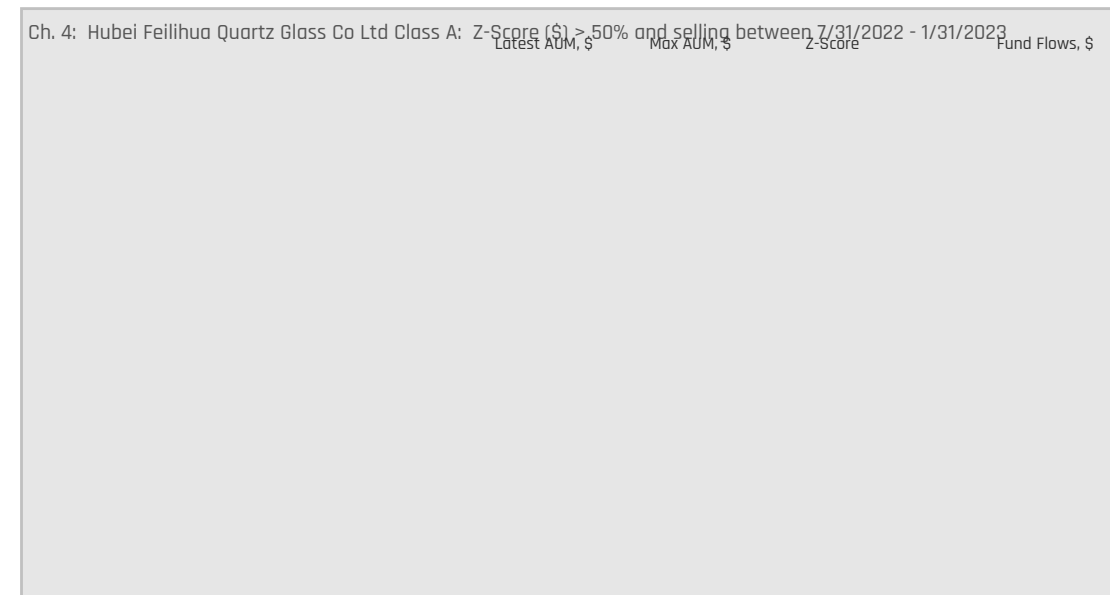 Ch. 4: Hubei Feilihua Quartz Glass Co Ltd Class A: Z-Score ($) > 50% and selling between 7/31/2022 - 1/31/2023
Latest AUM, $ Max AUM, $ Z-Score Fund Flows, $